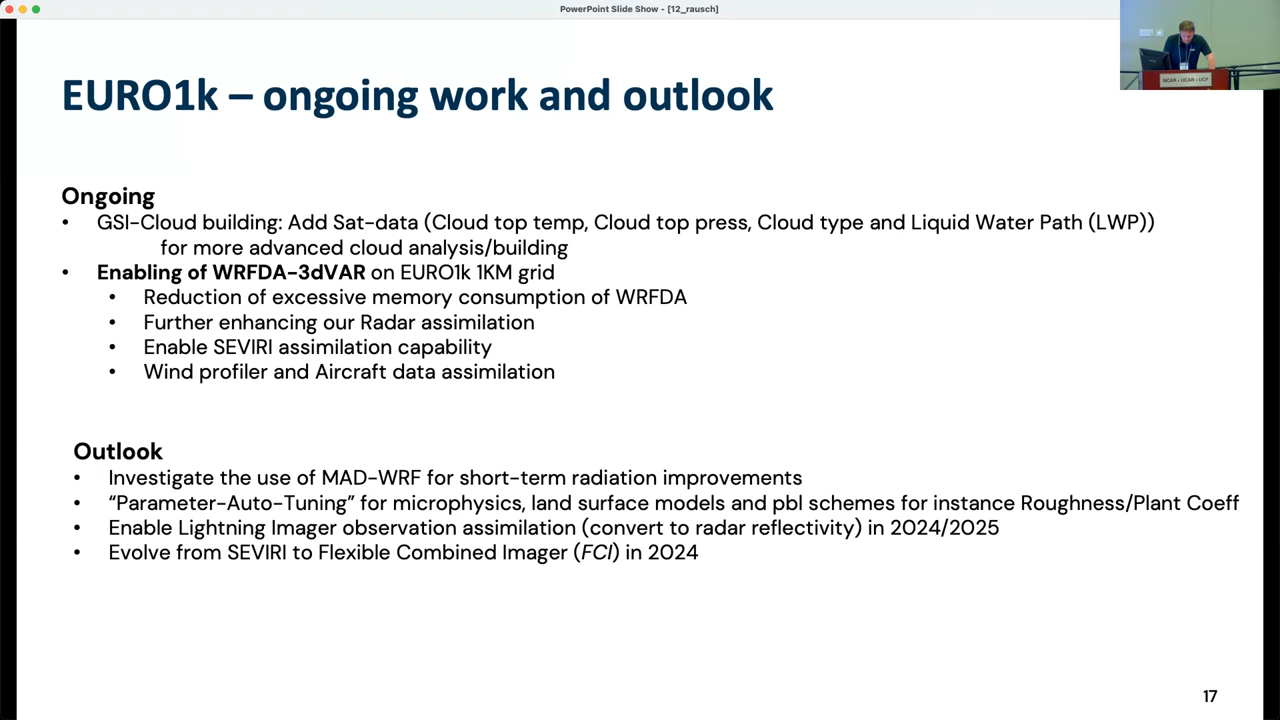 PowerPoint Slide Show - [12_rausch]
NCAR • UCAR • UCP
EURO1k – ongoing work and outlook
Ongoing
• GSI-Cloud building: Add Sat-data (Cloud top temp, Cloud top press, Cloud type and Liquid Water Path (LWP))
for more advanced cloud analysis/building
• Enabling of WRFDA-3dVAR on EURO1k 1KM grid
• Reduction of excessive memory consumption of WRFDA
• Further enhancing our Radar assimilation
• Enable SEVIRI assimilation capability
• Wind profiler and Aircraft data assimilation
Outlook
• Investigate the use of MAD-WRF for short-term radiation improvements
• “Parameter-Auto-Tuning” for microphysics, land surface models and pbl schemes for instance Roughness/Plant Coeff
• Enable Lightning Imager observation assimilation (convert to radar reflectivity) in 2024/2025
• Evolve from SEVIRI to Flexible Combined Imager (FCI) in 2024
17